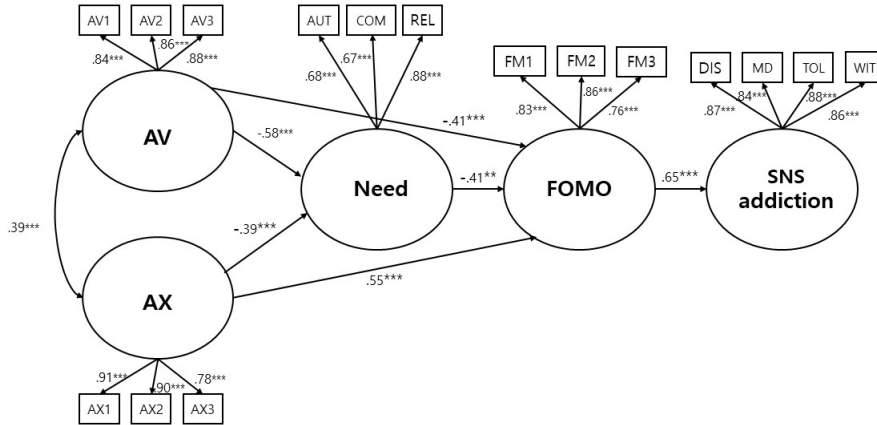 AV1 AV2 AV3
.84*** .86*** .88***
AUT COM REL
.68*** .67*** .88***
FM1 FM2 FM3
.83*** .86*** .76***
DIS MD TOL WIT
.87*** .84*** .88*** .86***
AV
-.41***
-.58***
Need
-.41**
FOMO
.65***
SNS
addiction
.39***
-.39***
.55***
AX
.91*** .90*** .78***
AX1 AX2 AX3